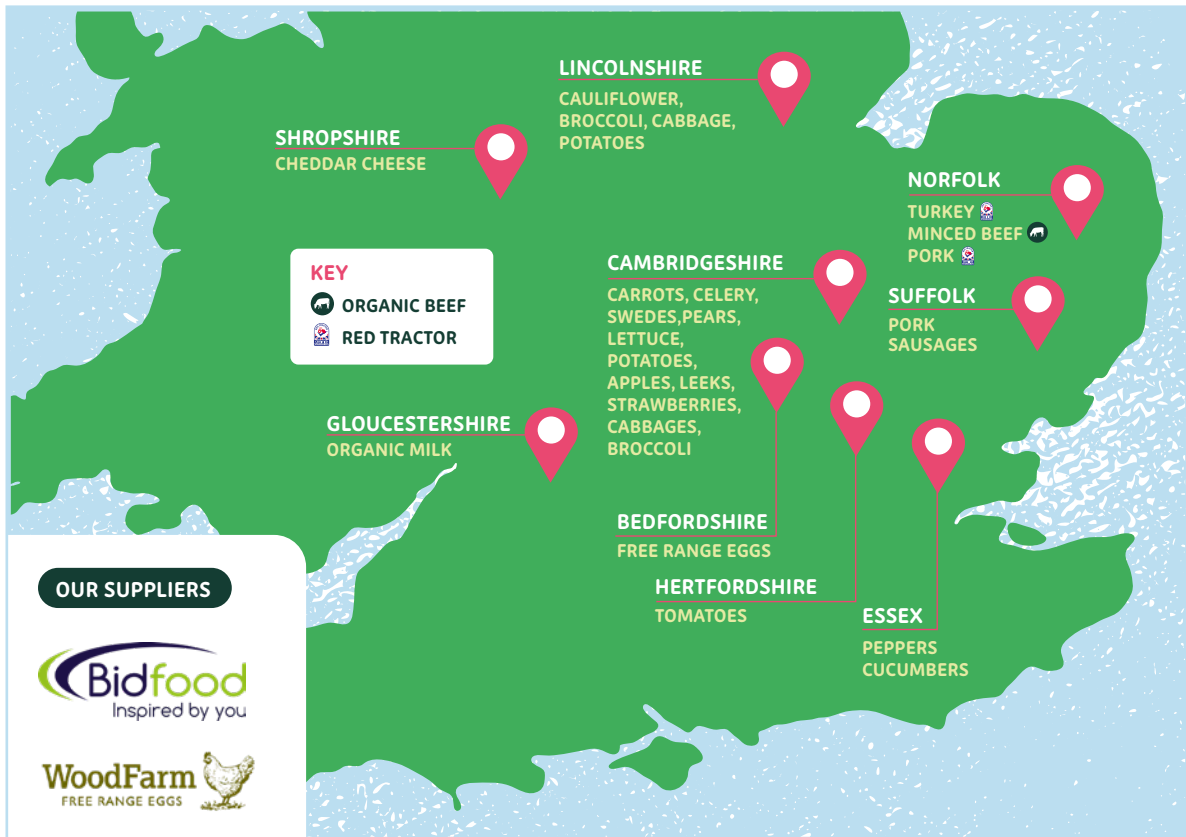 LINCOLNSHIRE
CAULIFLOWER,
BROCCOLI, CABBAGE,
POTATOES
SHROPSHIRE
CHEDDAR CHEESE
NORFOLK
TURKEY
MINCED BEEF
PORK
KEY
ORGANIC BEEF
RED TRACTOR
CAMBRIDGESHIRE
CARROTS, CELERY,
SWEDES,PEARS,
LETTUCE,
POTATOES,
APPLES, LEEKS,
STRAWBERRIES,
CABBAGES,
BROCCOLI
SUFFOLK
PORK
SAUSAGES
GLOUCESTERSHIRE
ORGANIC MILK
BEDFORDSHIRE
FREE RANGE EGGS
HERTFORDSHIRE
TOMATOES
ESSEX
PEPPERS
CUCUMBERS
OUR SUPPLIERS
Bidfood
Inspired by you
WoodFarm
FREE RANGE EGGS